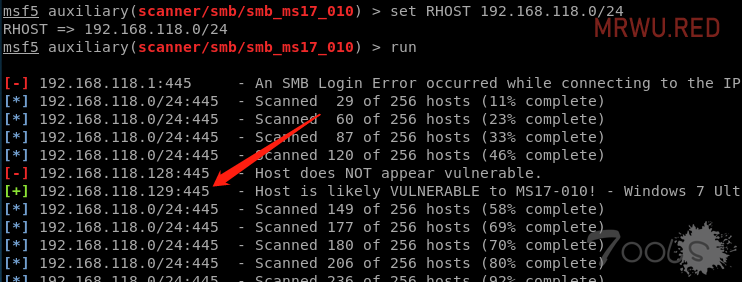 msf5 auxiliary(scanner/smb/smb_ms17_010) > set RHOST 192.168.118.0/24
RHOST => 192.168.118.0/24
msf5 auxiliary(scanner/smb/smb_ms17_010) > run
MRWU.RED
[-] 192.168.118.1:445 - An SMB Login Error occurred while connecting to the IP
[*] 192.168.118.0/24:445 - Scanned 29 of 256 hosts (11% complete)
[*] 192.168.118.0/24:445 - Scanned 60 of 256 hosts (23% complete)
[*] 192.168.118.0/24:445 - Scanned 87 of 256 hosts (33% complete)
[*] 192.168.118.0/24:445 - Scanned 120 of 256 hosts (46% complete)
[-] 192.168.118.128:445 - Host does NOT appear vulnerable.
[+] 192.168.118.129:445 - Host is likely VULNERABLE to MS17-010! - Windows 7 Ult
[*] 192.168.118.0/24:445 - Scanned 149 of 256 hosts (58% complete)
[*] 192.168.118.0/24:445 - Scanned 177 of 256 hosts (69% complete)
[*] 192.168.118.0/24:445 - Scanned 180 of 256 hosts (70% complete)
[*] 192.168.118.0/24:445 - Scanned 206 of 256 hosts (80% complete)
[*] 192.168.118.0/24:445 - Scanned 236 of 256 hosts (92% complete)
7ools